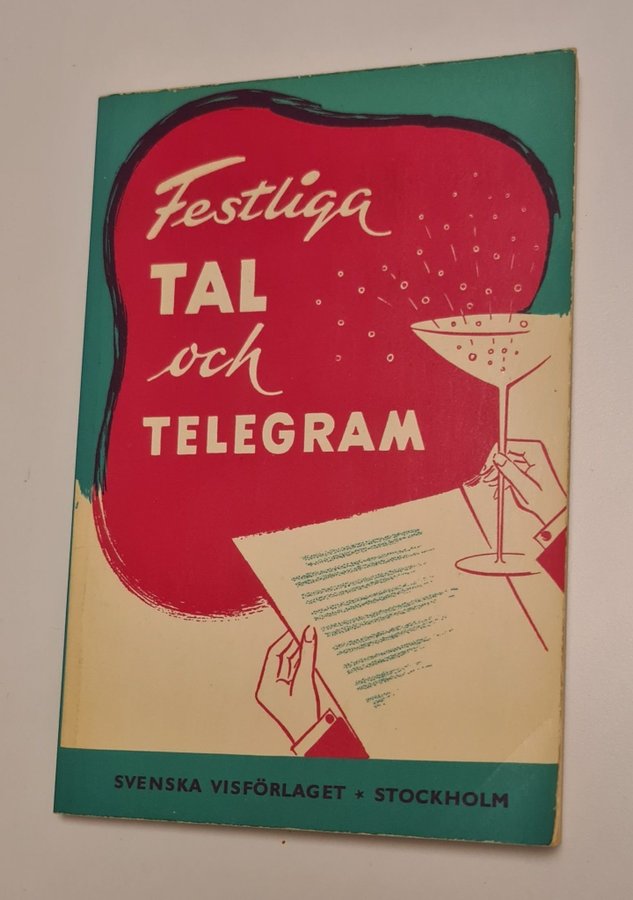 Festliga
TAL
och
TELEGRAM
SVENSKA VISFÖRLAGET * STOCKHOLM